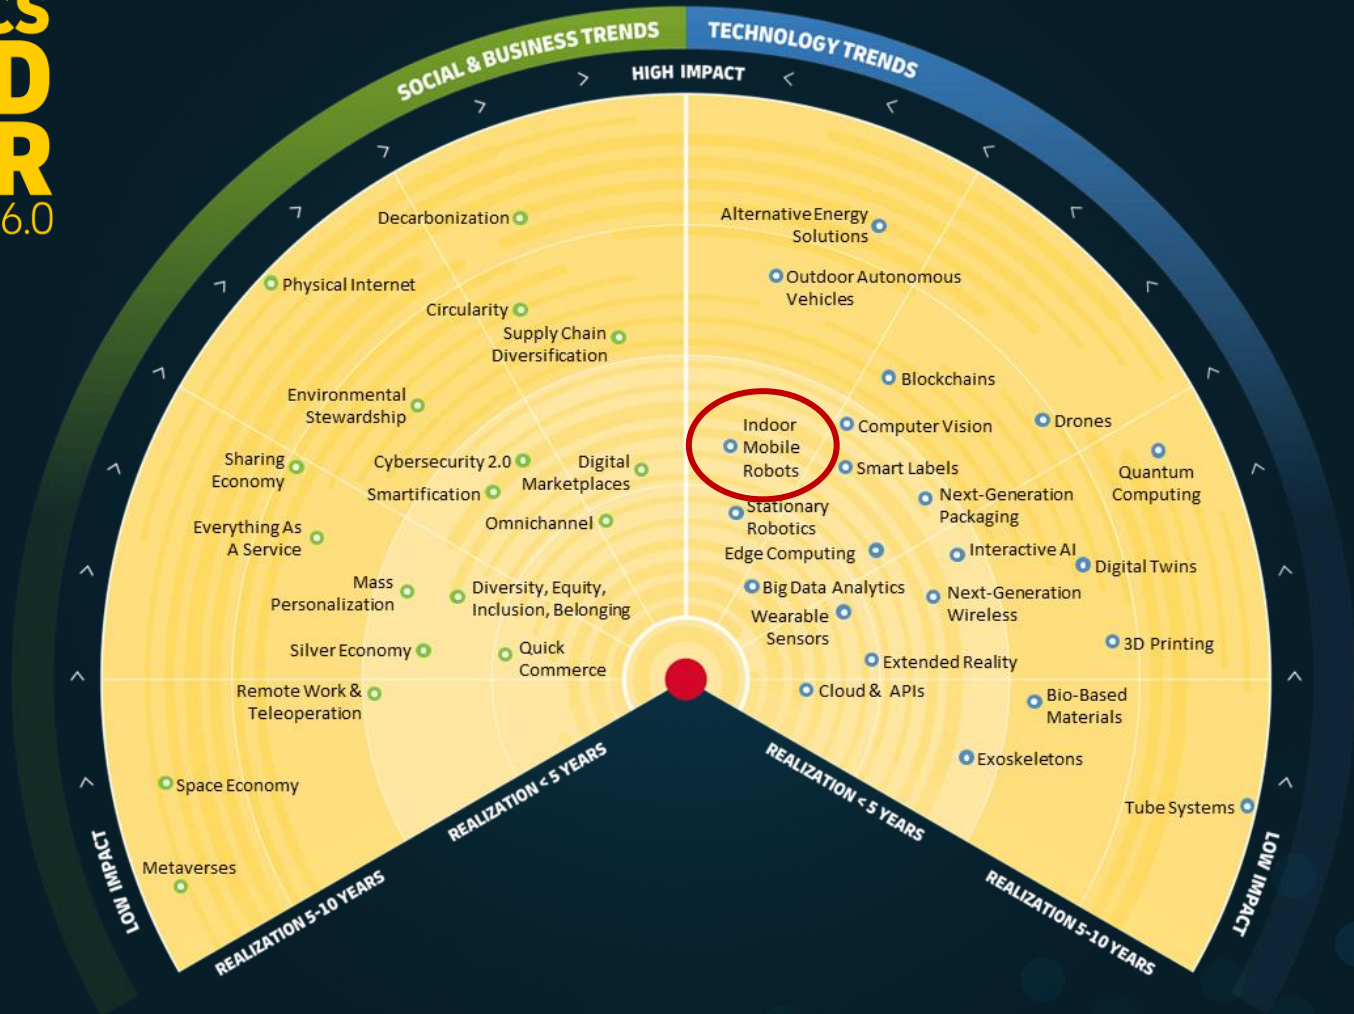 CS
D
R
6.0
SOCIAL & BUSINESS TRENDS
TECHNOLOGY TRENDS
HIGH IMPACT
Decarbonization
Physical Internet
Circularity
Supply Chain
Diversification
Environmental
Stewardship
Sharing
Economy
Cybersecurity 2.0
Digital
Marketplaces
Smartification
Omnichannel
Everything As
A Service
Mass
Personalization
Diversity, Equity,
Inclusion, Belonging
Silver Economy
Quick
Commerce
Remote Work &
Teleoperation
Space Economy
Metaverses
Alternative Energy
Solutions
Outdoor Autonomous
Vehicles
Blockchains
Indoor
Mobile
Robots
Computer Vision
Drones
Smart Labels
Quantum
Computing
Next-Generation
Packaging
Stationary
Robotics
Edge Computing
Interactive AI
Digital Twins
Big Data Analytics
Next-Generation
Wireless
Wearable
Sensors
3D Printing
Extended Reality
Cloud & APIs
Bio-Based
Materials
Exoskeletons
Tube Systems
LOW IMPACT
REALIZATION 5-10 YEARS
REALIZATION < 5 YEARS
REALIZATION < 5 YEARS
REALIZATION 5-10 YEARS
LOW IMPACT